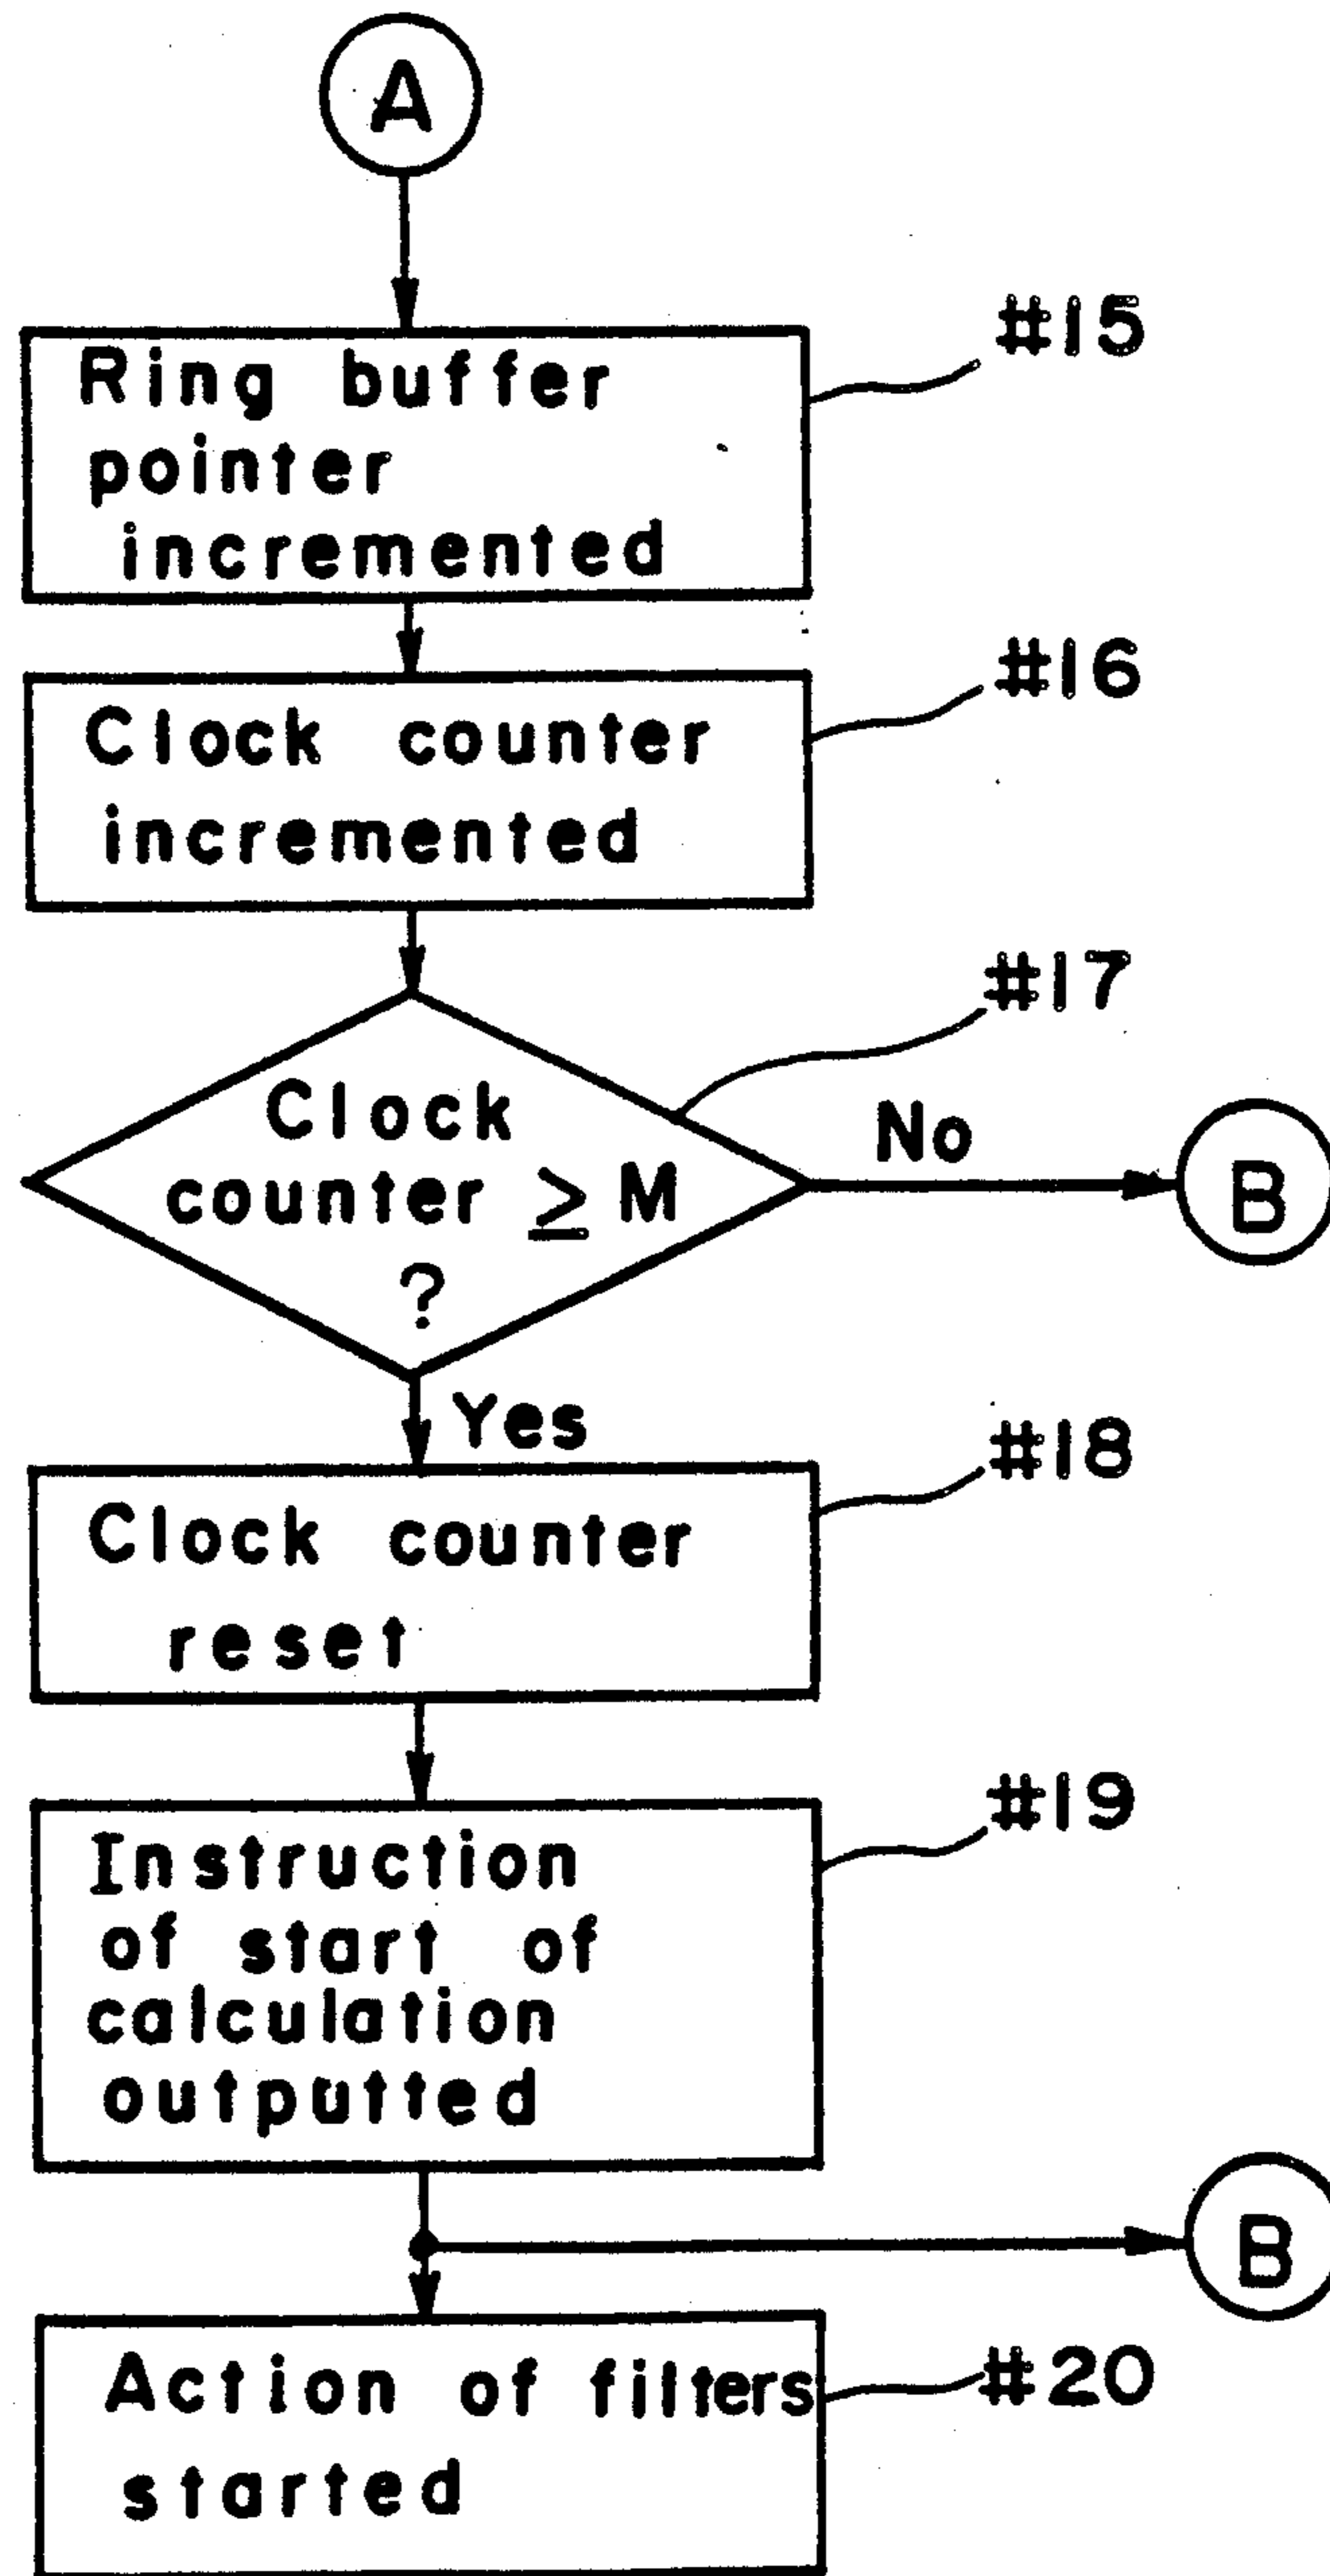 A
Ring buffer
pointer
incremented
#15
Clock counter
incremented
#16
Clock
counter ≥ M
?
#17
No
B
Yes
Clock counter
reset
#18
Instruction
of start of
calculation
outputted
#19
B
Action of filters
started
#20